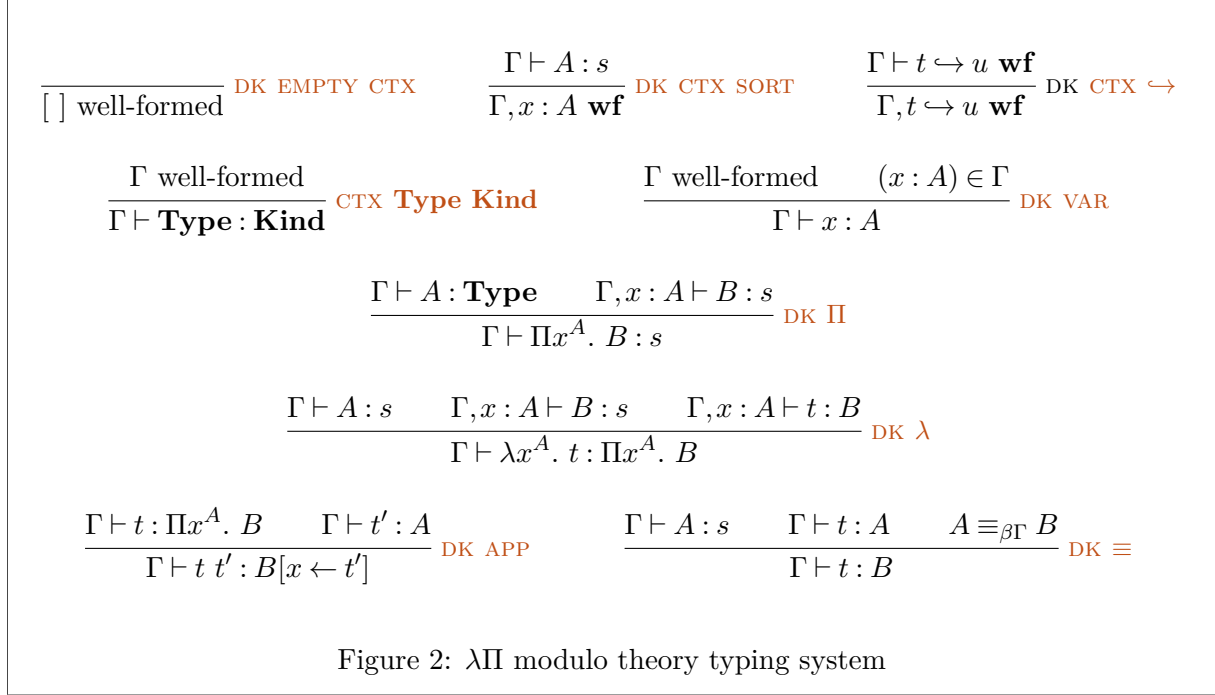 Γ ⊢ A : s Γ ⊢ t ↪ u wf
[ ] well-formed DK EMPTY CTX Γ, x : A wf DK CTX SORT Γ, t ↪ u wf DK CTX ↪
Γ well-formed Γ well-formed (x : A) ∈ Γ
Γ ⊢ Type : Kind CTX Type Kind Γ ⊢ x : A DK VAR
Γ ⊢ A : Type Γ, x : A ⊢ B : s
Γ ⊢ Πx^A. B : s DK Π
Γ ⊢ A : s Γ, x : A ⊢ B : s Γ, x : A ⊢ t : B
Γ ⊢ λx^A. t : Πx^A. B DK λ
Γ ⊢ t : Πx^A. B Γ ⊢ t′ : A Γ ⊢ A : s Γ ⊢ t : A A ≡_βΓ B
Γ ⊢ t t′ : B[x ← t′] DK APP Γ ⊢ t : B DK ≡
Figure 2: λΠ modulo theory typing system